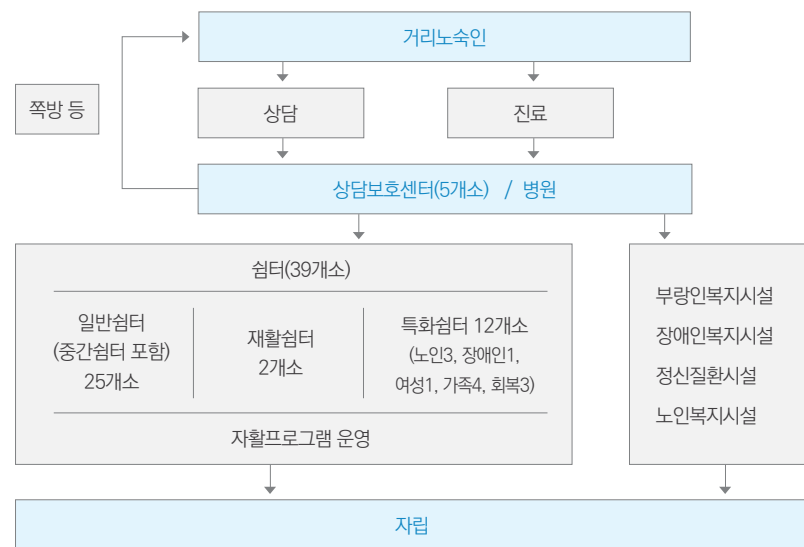 거리노숙인
쪽방 등
상담
진료
상담보호센터(5개소) / 병원
쉼터(39개소)
일반쉼터
(중간쉼터 포함)
25개소
재활쉼터
2개소
특화쉼터 12개소
(노인3, 장애인1,
여성1, 가족4, 회복3)
자활프로그램 운영
부랑인복지시설
장애인복지시설
정신질환시설
노인복지시설
자립